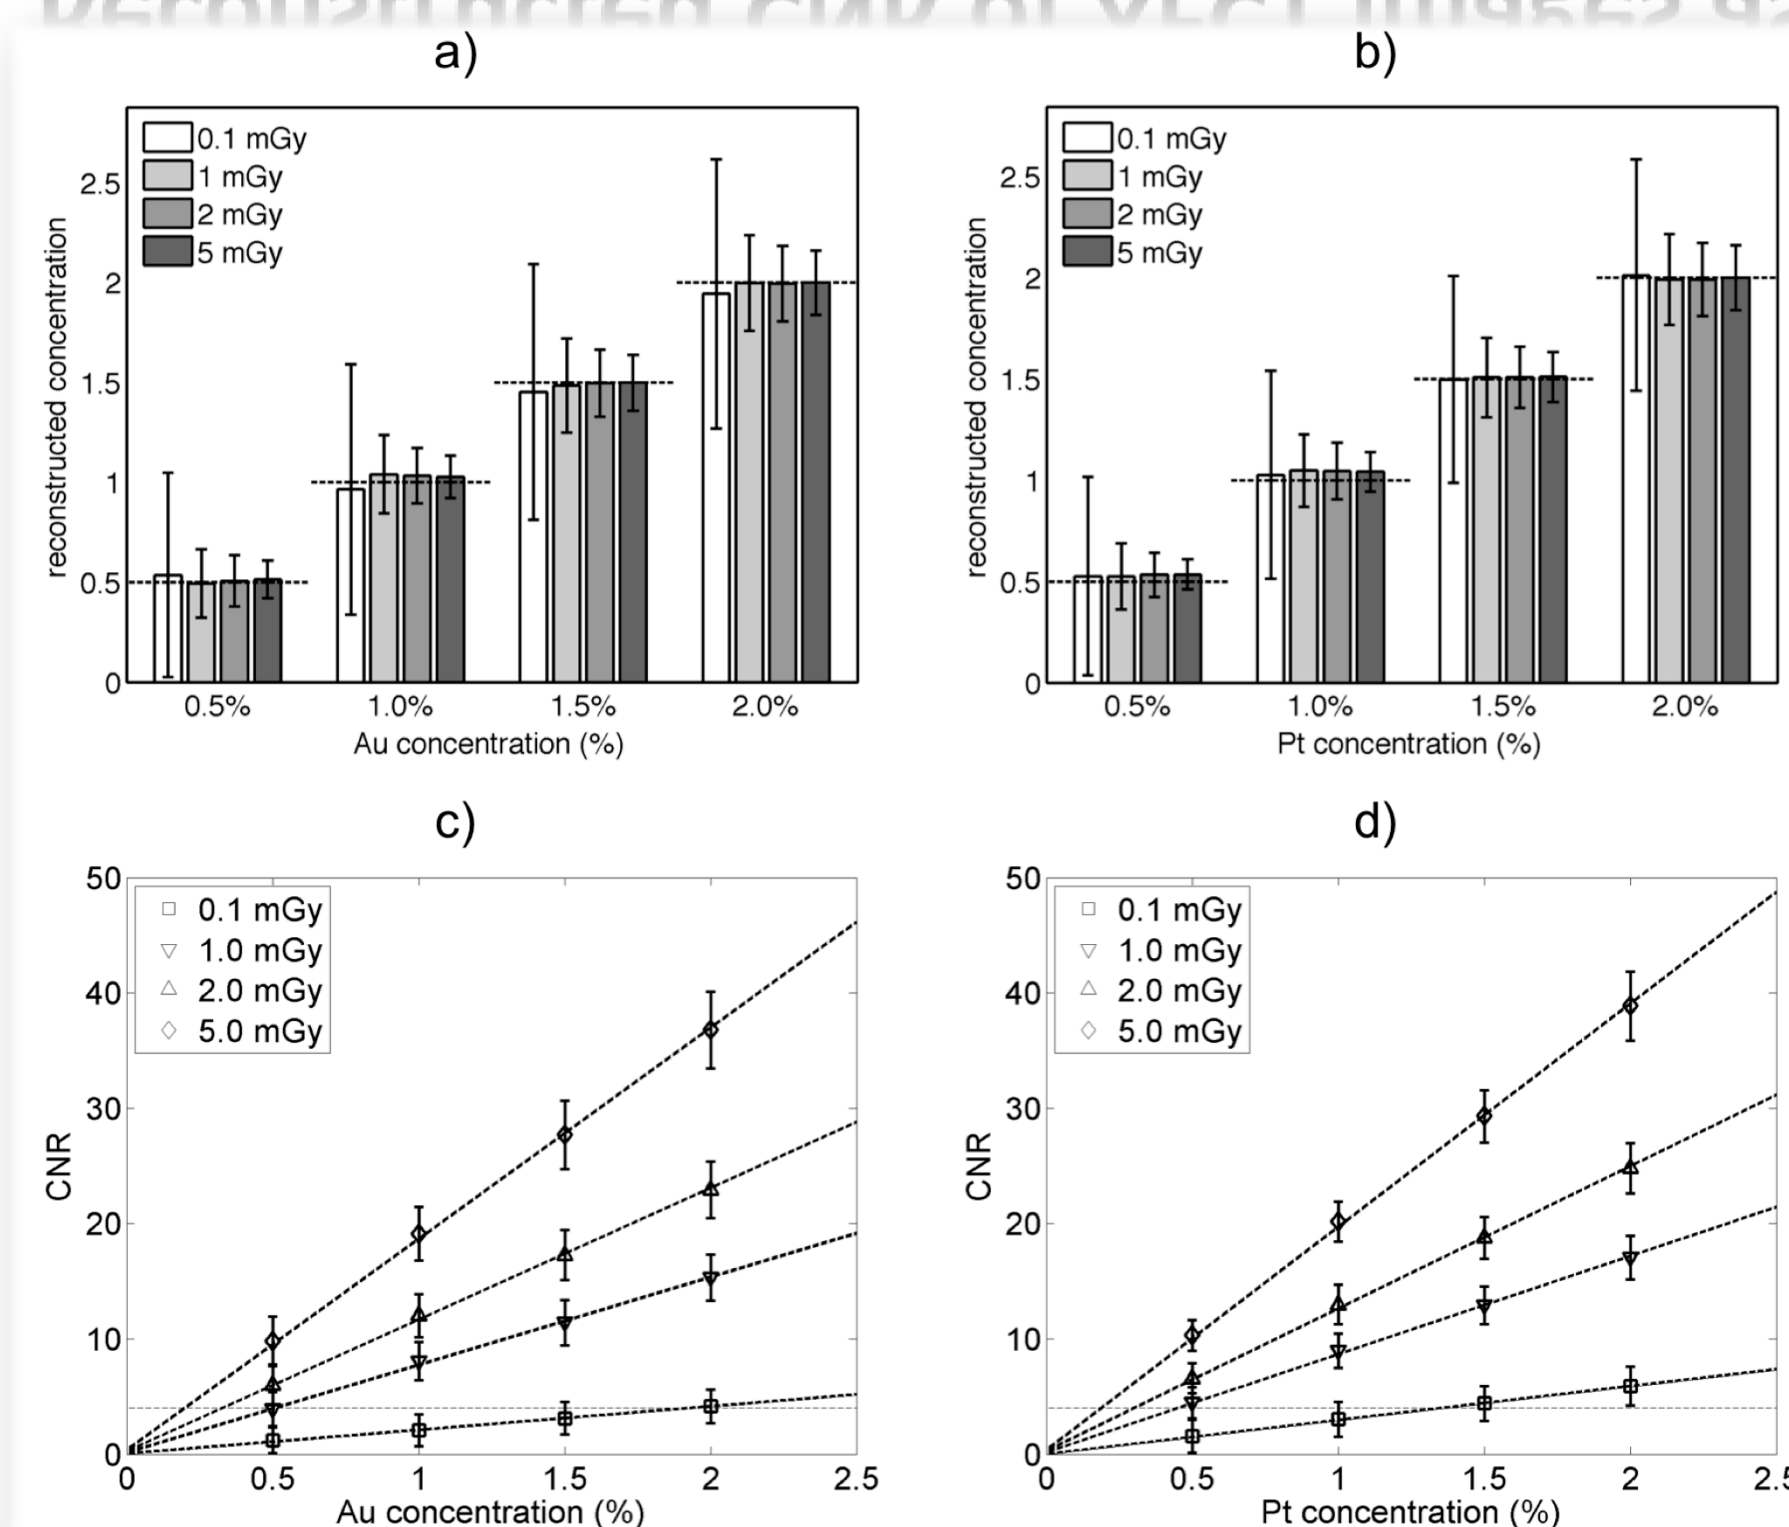 a)
0.1 mGy
1 mGy
2 mGy
5 mGy
2.5
2
1.5
1
0.5
0
reconstructed concentration
0.5% 1.0% 1.5% 2.0%
Au concentration (%)
b)
0.1 mGy
1 mGy
2 mGy
5 mGy
2.5
2
1.5
1
0.5
0
reconstructed concentration
0.5% 1.0% 1.5% 2.0%
Pt concentration (%)
c)
0.1 mGy
1.0 mGy
2.0 mGy
5.0 mGy
50
40
30
20
10
0
CNR
0 0.5 1 1.5 2 2.5
Au concentration (%)
d)
0.1 mGy
1.0 mGy
2.0 mGy
5.0 mGy
50
40
30
20
10
0
CNR
0 0.5 1 1.5 2 2.5
Pt concentration (%)